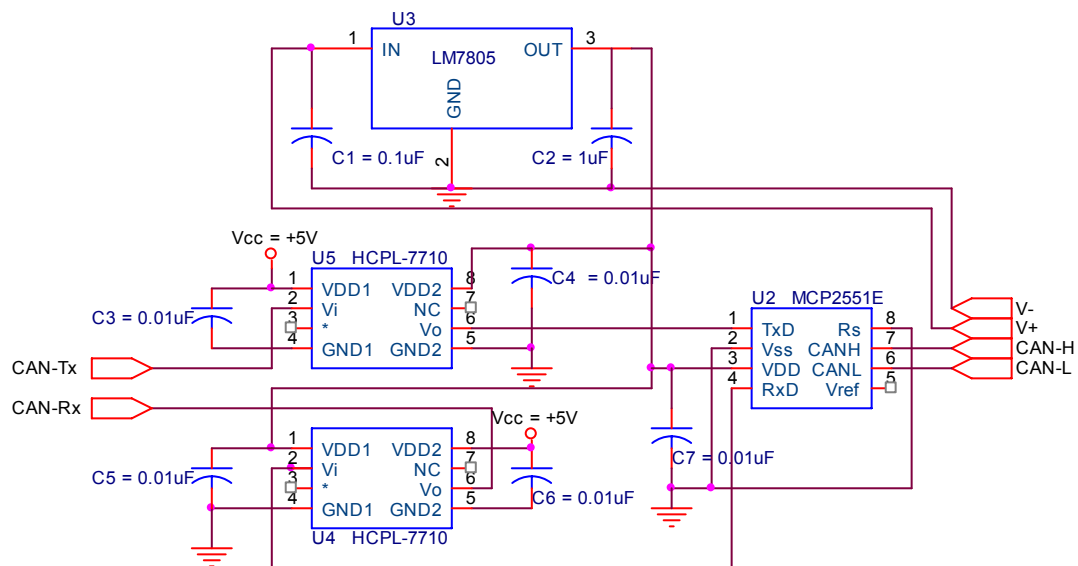 U3
1 IN OUT 3
LM7805
GND
2
C1 = 0.1uF
C2 = 1uF
Vcc = +5V
U5 HCPL-7710
1 VDD1 VDD2 8
2 Vi NC 7
3 * Vo 6
4 GND1 GND2 5
C3 = 0.01uF
C4 = 0.01uF
CAN-Tx
CAN-Rx
U2 MCP2551E
1 TxD Rs 8
2 Vss CANH 7
3 VDD CANL 6
4 RxD Vref 5
V-
V+
CAN-H
CAN-L
C7 = 0.01uF
Vcc = +5V
1 VDD1 VDD2 8
2 Vi NC 7
3 * Vo 6
4 GND1 GND2 5
C5 = 0.01uF
C6 = 0.01uF
U4 HCPL-7710